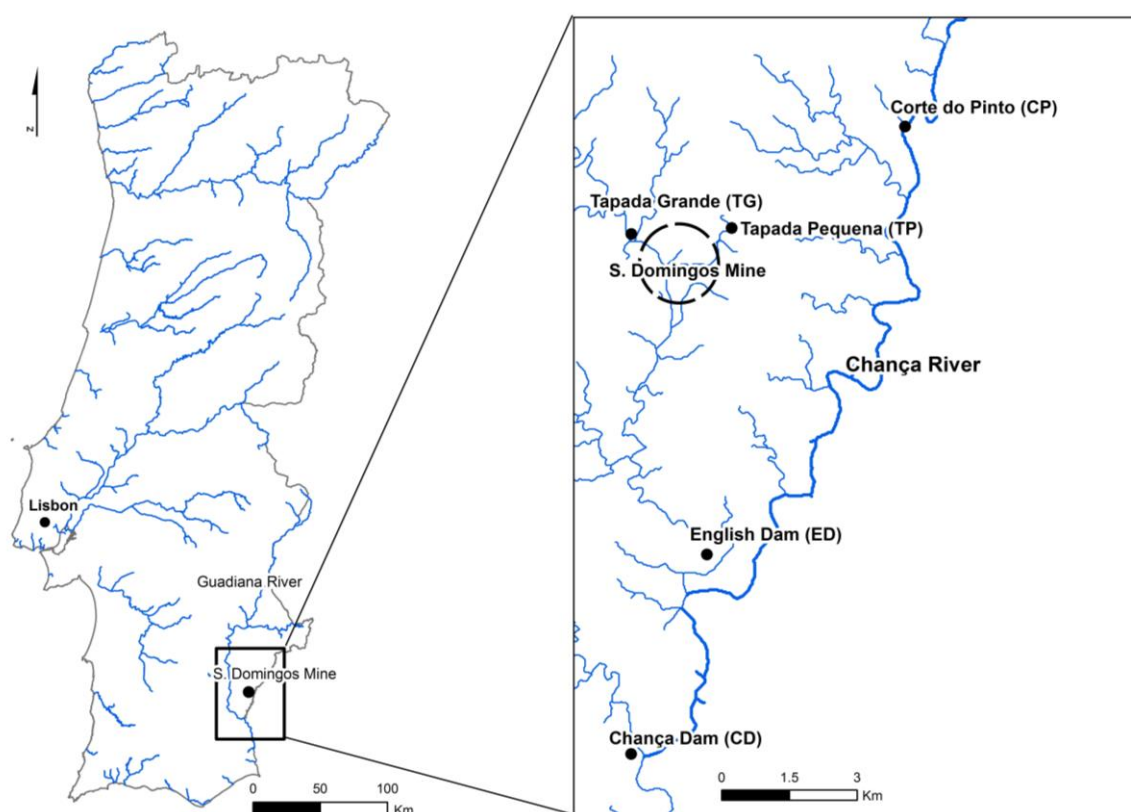 N
Lisbon
Guadiana River
S. Domingos Mine
0 50 100
Km
Corte do Pinto (CP)
Tapada Grande (TG)
Tapada Pequena (TP)
S. Domingos Mine
Chança River
English Dam (ED)
Chança Dam (CD)
0 1.5 3
Km